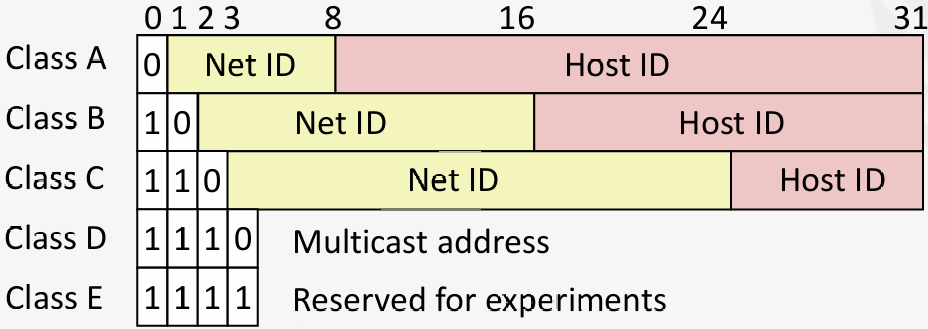 0 1 2 3 8 16 24 31
Class A 0 Net ID Host ID
Class B 1 0 Net ID Host ID
Class C 1 1 0 Net ID Host ID
Class D 1 1 1 0 Multicast address
Class E 1 1 1 1 Reserved for experiments